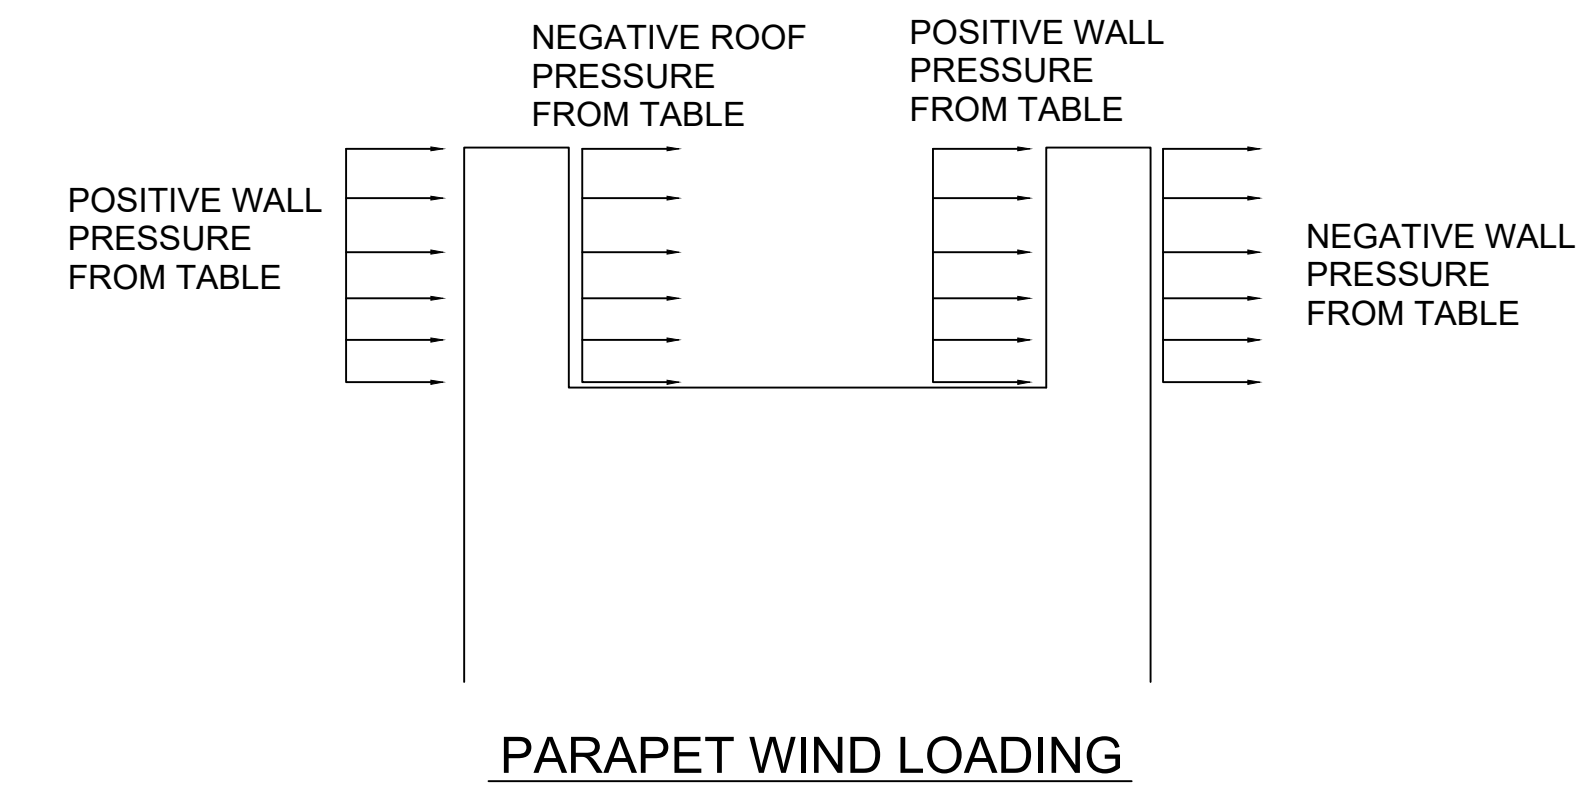 NEGATIVE ROOF
PRESSURE
FROM TABLE
POSITIVE WALL
PRESSURE
FROM TABLE
POSITIVE WALL
PRESSURE
FROM TABLE
NEGATIVE WALL
PRESSURE
FROM TABLE
PARAPET WIND LOADING